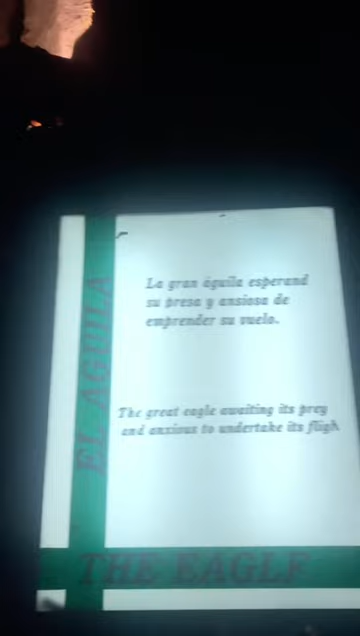 EL AGUILA
La gran águila esperand
su presa y ansiosa de
emprender su vuelo.
The great eagle awaiting its prey
and anxious to undertake its fligh
THE EAGLE